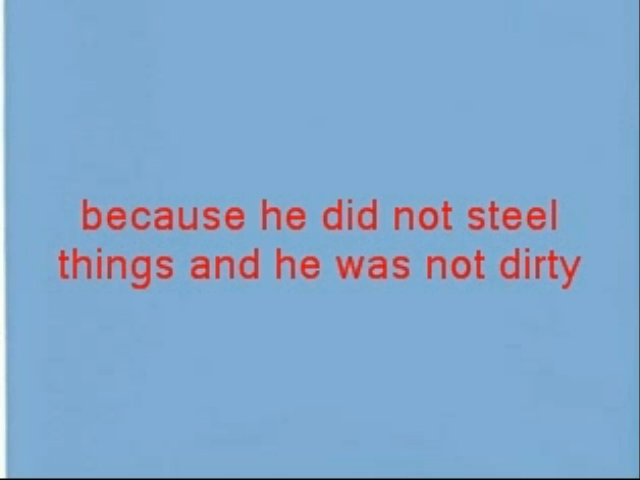 because he did not steel
things and he was not dirty